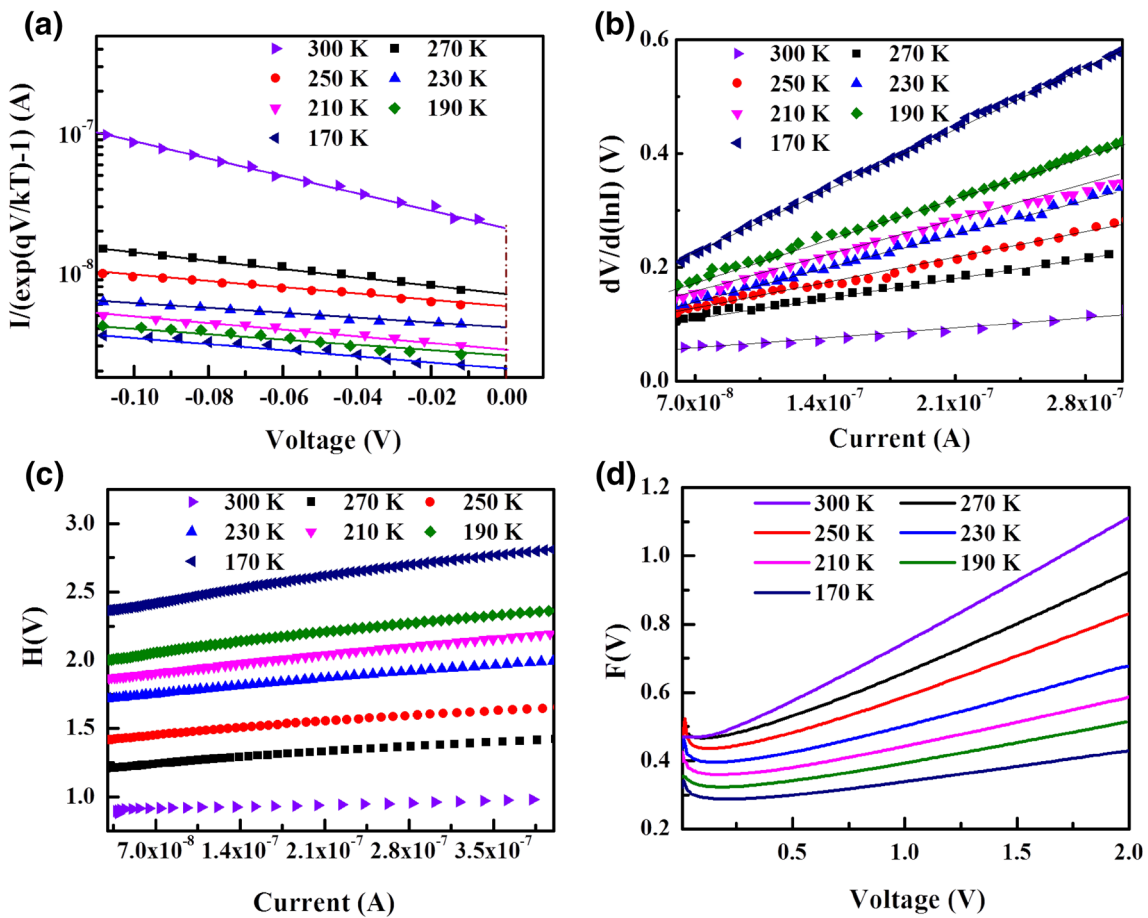 (a)
300 K 270 K
250 K 230 K
210 K 190 K
170 K
I/(exp(qV/kT)-1) (A)
10⁻⁷
10⁻⁸
-0.10 -0.08 -0.06 -0.04 -0.02 0.00
Voltage (V)
(b)
300 K 270 K
250 K 230 K
210 K 190 K
170 K
dV/d(lnI) (V)
0.6
0.4
0.2
0.0
7.0x10⁻⁸ 1.4x10⁻⁷ 2.1x10⁻⁷ 2.8x10⁻⁷
Current (A)
(c)
300 K 270 K 250 K
230 K 210 K 190 K
170 K
H(V)
3.0
2.5
2.0
1.5
1.0
7.0x10⁻⁸ 1.4x10⁻⁷ 2.1x10⁻⁷ 2.8x10⁻⁷ 3.5x10⁻⁷
Current (A)
(d)
300 K 270 K
250 K 230 K
210 K 190 K
170 K
F(V)
1.2
1.0
0.8
0.6
0.4
0.2
0.5 1.0 1.5 2.0
Voltage (V)